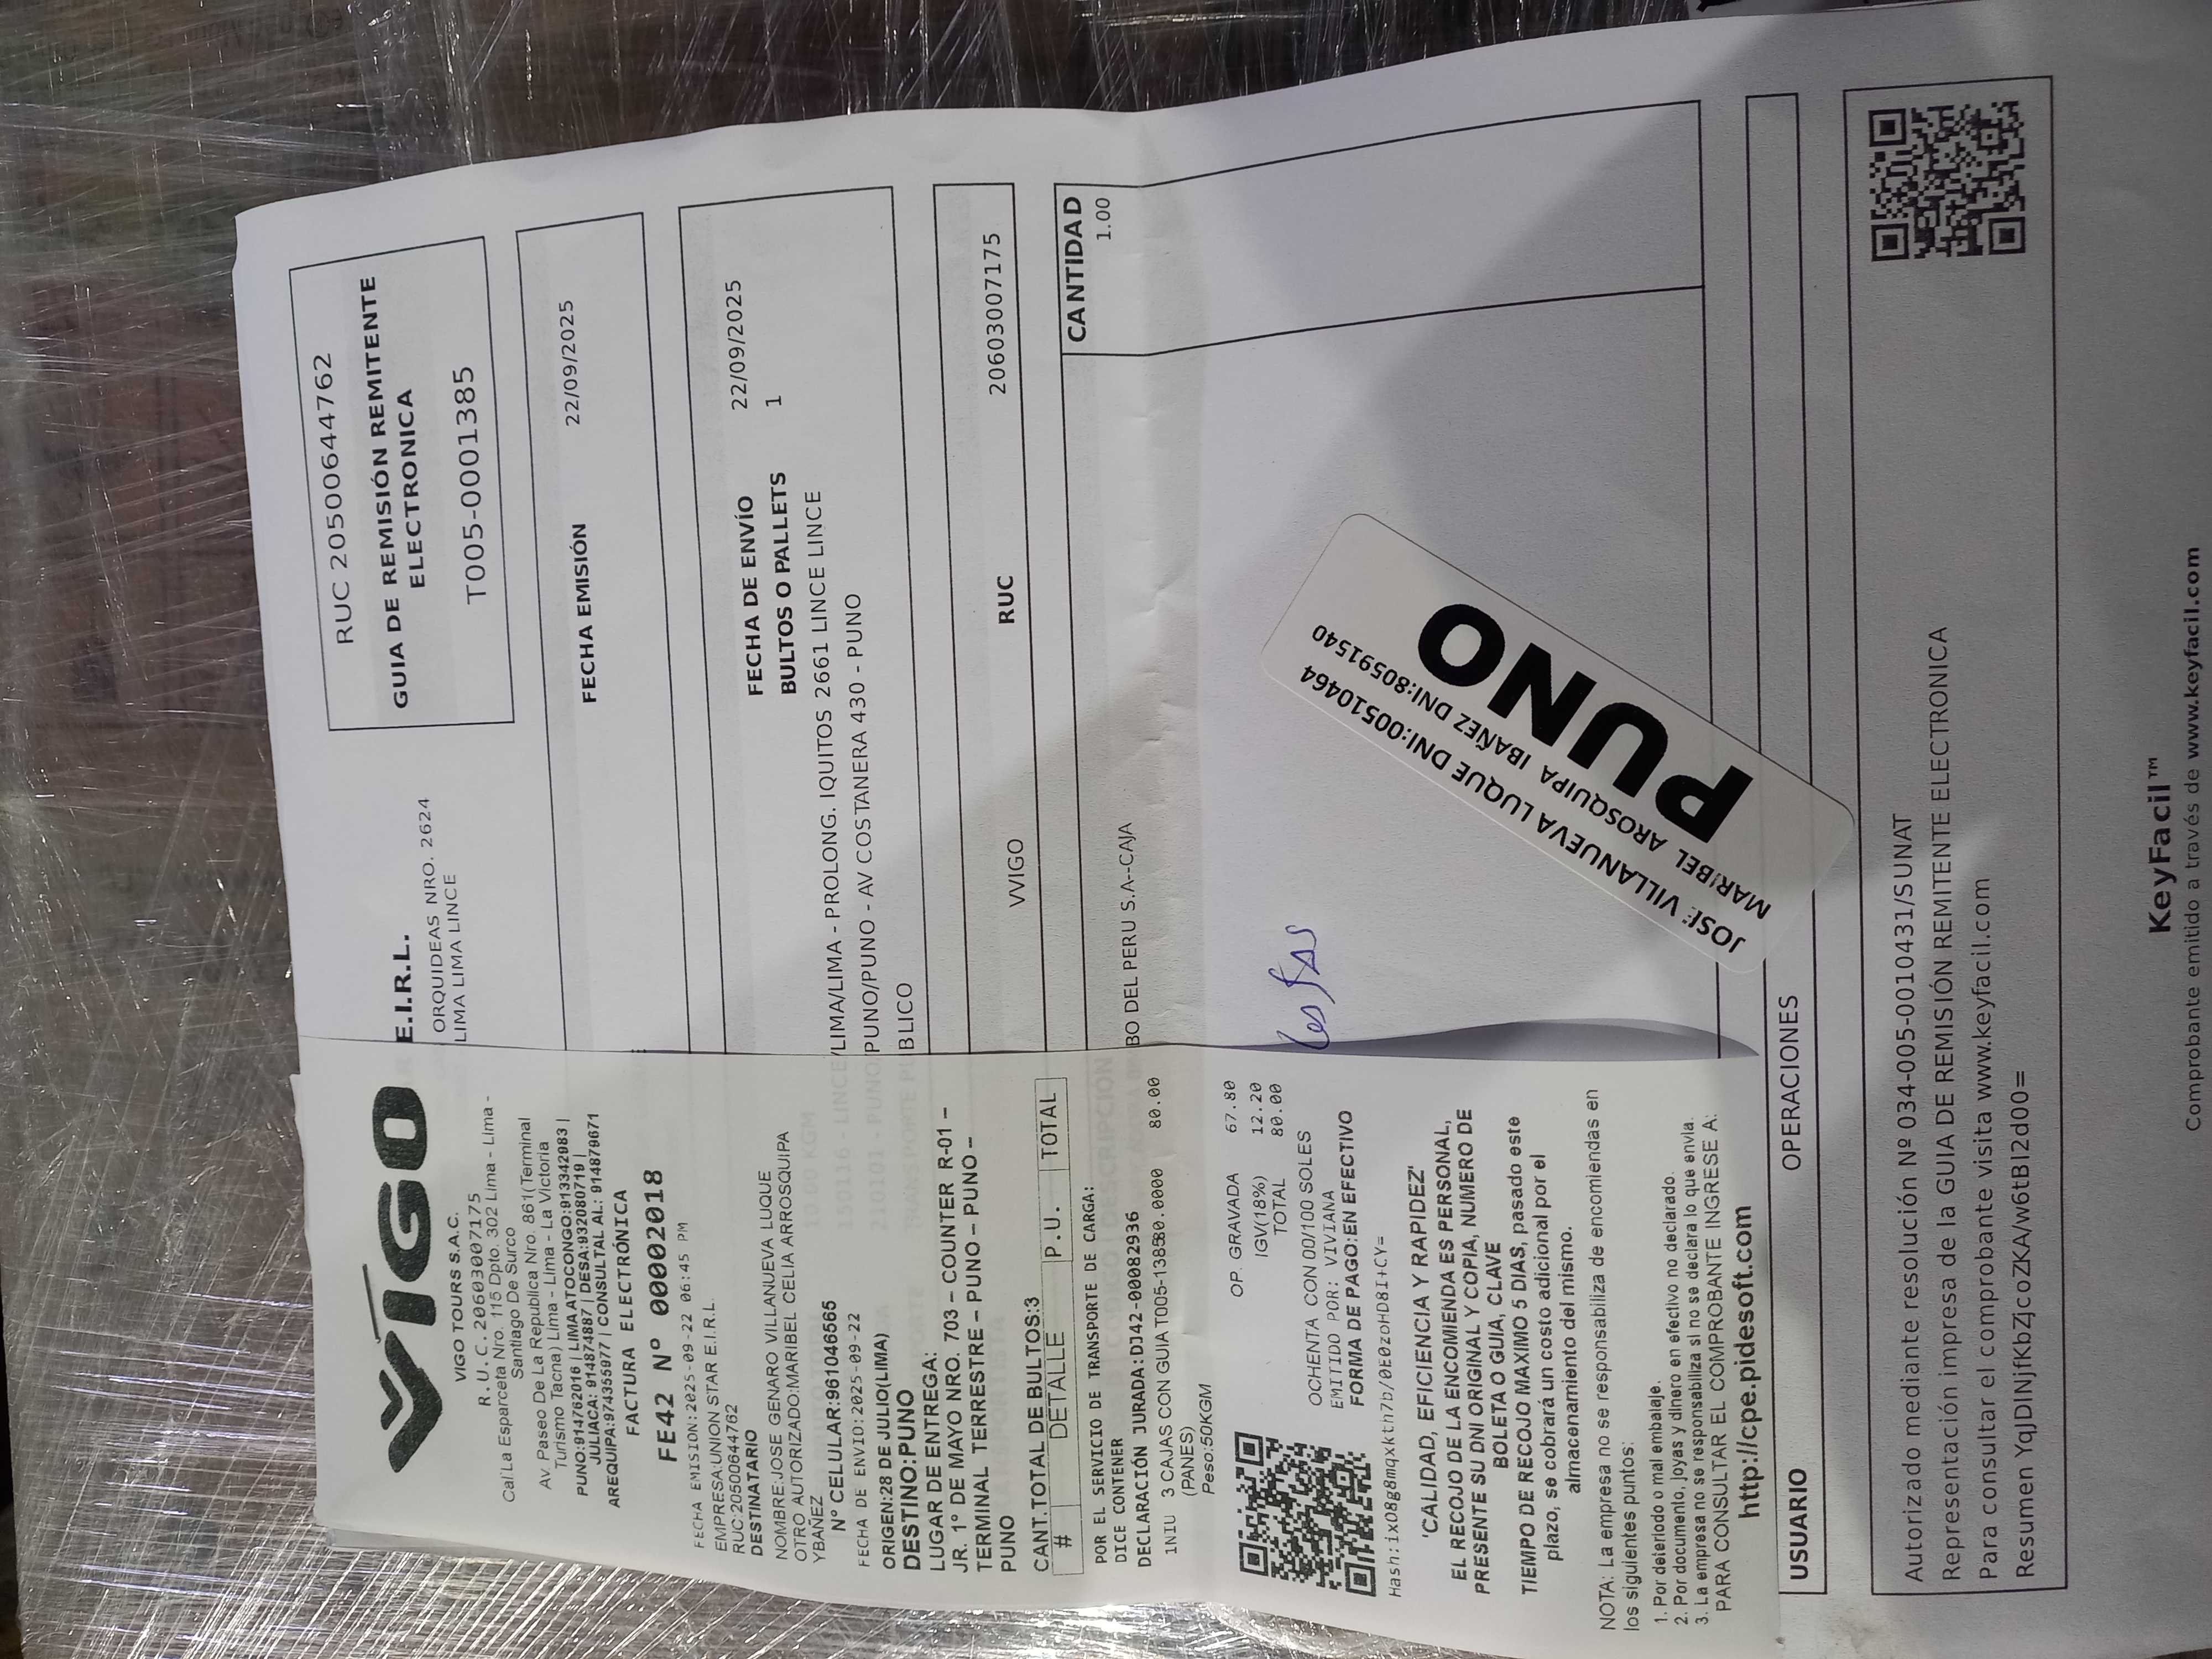 VIGO
VIGO TOURS S.A.C.
R.U.C.20603007175
Cal La Esparceta Nro. 115 Dpto. 302 Lima - Lima -
Santiago De Surco
Av. Paseo De La Republica Nro. 861(Terminal
Turismo Tacna) Lima - Lima - La Victoria
PUNO:914762016 | LIMA ATOCONGO:913342983 |
JULIACA: 914874887 | DESA:932080719 |
AREQUIPA:974355977 | CONSULTAL AL: 914879671
FACTURA ELECTRÓNICA
FE42 N° 00002018
FECHA EMISION:2025-09-22 06:45 PM
EMPRESA:UNION STAR E.I.R.L.
RUC:20500644762
DESTINATARIO
NOMBRE:JOSE GENARO VILLANUEVA LUQUE
OTRO AUTORIZADO:MARIBEL CELIA ARROSQUIPA
YBAÑEZ
N° CELULAR:961046565
FECHA DE ENVIO:2025-09-22
ORIGEN:28 DE JULIO(LIMA)
DESTINO:PUNO
LUGAR DE ENTREGA:
JR. 1° DE MAYO NRO. 703 – COUNTER R-01 –
TERMINAL TERRESTRE – PUNO – PUNO –
PUNO
CANT.TOTAL DE BULTOS:3
# DETALLE P.U. TOTAL
POR EL SERVICIO DE TRANSPORTE DE CARGA:
DICE CONTENER
DECLARACIÓN JURADA:DJ42-00082936
1NIU 3 CAJAS CON GUIA T005-1385 80.0000 80.00
(PANES)
Peso:50KGM
OP. GRAVADA 67.80
IGV(18%) 12.20
TOTAL 80.00
OCHENTA CON 00/100 SOLES
EMITIDO POR: VIVIANA
FORMA DE PAGO:EN EFECTIVO
Hash:ixO8g8mqxkth7b/0E0zoHD8I+CY=
'CALIDAD, EFICIENCIA Y RAPIDEZ'
EL RECOJO DE LA ENCOMIENDA ES PERSONAL,
PRESENTE SU DNI ORIGINAL Y COPIA, NUMERO DE
BOLETA O GUIA, CLAVE
TIEMPO DE RECOJO MAXIMO 5 DIAS, pasado este
plazo, se cobrará un costo adicional por el
almacenamiento del mismo.
NOTA: La empresa no se responsabiliza de encomiendas en
los siguientes puntos:
1. Por deteriodo o mal embalaje.
2. Por documento, joyas y dinero en efectivo no declarado.
3. La empresa no se responsabiliza si no se declara lo que envia.
PARA CONSULTAR EL COMPROBANTE INGRESE A:
http://cpe.pidesoft.com
E.I.R.L.
ORQUIDEAS NRO. 2624
LIMA LIMA LINCE
RUC 20500644762
GUIA DE REMISIÓN REMITENTE
ELECTRONICA
T005-0001385
FECHA EMISIÓN 22/09/2025
FECHA DE ENVÍO 22/09/2025
BULTOS O PALLETS 1
/LIMA/LIMA - PROLONG. IQUITOS 2661 LINCE LINCE
PUNO/PUNO - AV COSTANERA 430 - PUNO
BLICO
VVIGO RUC 20603007175
CANTIDAD
BO DEL PERU S.A--CAJA 1.00
JOSE VILLANUEVA LUQUE DNI:00510464
MARIBEL AROSQUIPA IBAÑEZ DNI:80591540
PUNO
USUARIO OPERACIONES
Autorizado mediante resolución Nº 034-005-0010431/SUNAT
Representación impresa de la GUIA DE REMISIÓN REMITENTE ELECTRONICA
Para consultar el comprobante visita www.keyfacil.com
Resumen YqJDINjfKbZjcoZKA/w6tBI2d00=
KeyFacil™
Comprobante emitido a través de www.keyfacil.com